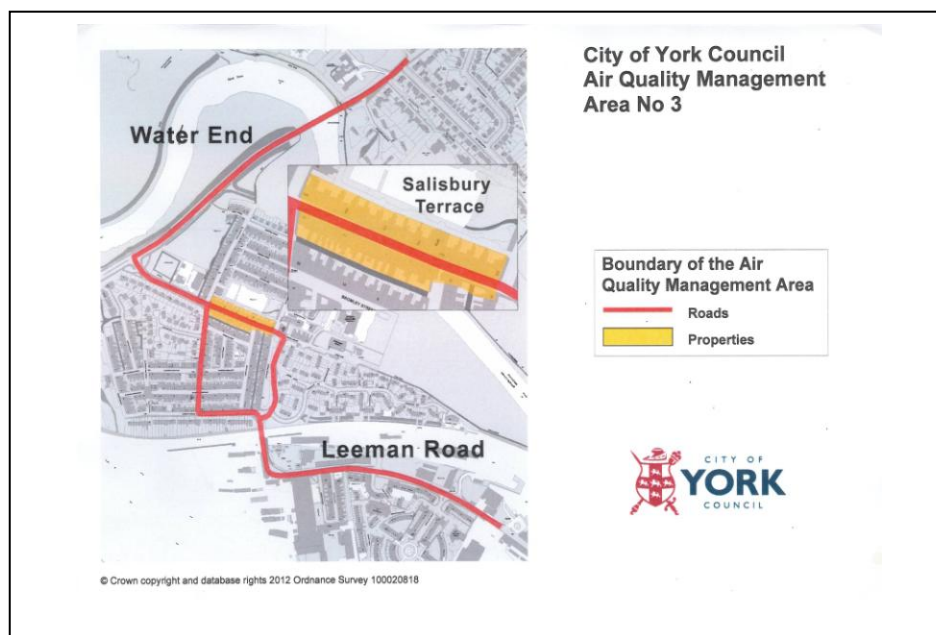 City of York Council
Air Quality Management
Area No 3
Water End
Salisbury
Terrace
Boundary of the Air
Quality Management Area
Roads
Properties
Leeman Road
CITY OF
YORK
COUNCIL
© Crown copyright and database rights 2012 Ordnance Survey 100020818